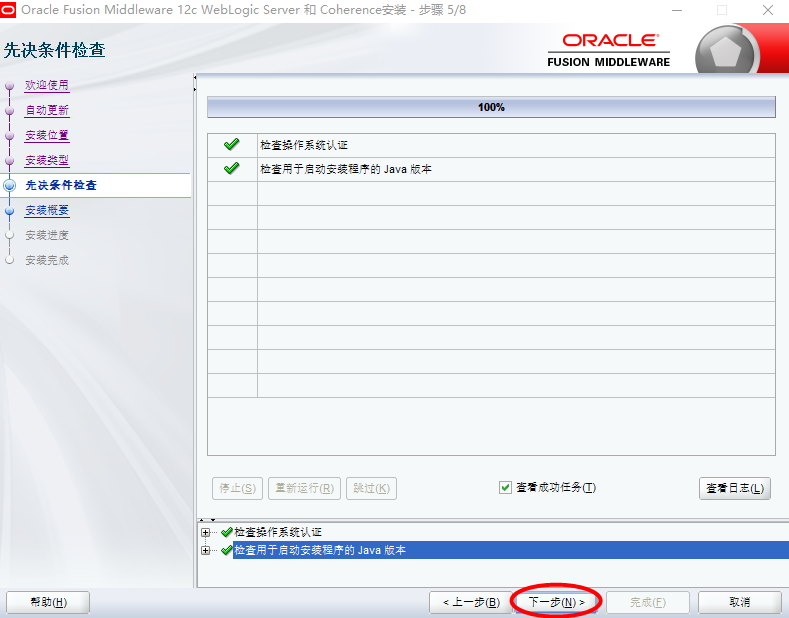 Oracle Fusion Middleware 12c WebLogic Server 和 Coherence安装 - 步骤 5/8
先决条件检查
ORACLE
FUSION MIDDLEWARE
欢迎使用
自动更新
安装位置
安装类型
先决条件检查
安装概要
安装进度
安装完成
100%
检查操作系统认证
检查用于启动安装程序的 Java 版本
停止(S)
重新运行(R)
跳过(K)
查看成功任务(T)
查看日志(L)
检查操作系统认证
检查用于启动安装程序的 Java 版本
帮助(H)
< 上一步(B)
下一步(N) >
完成(F)
取消